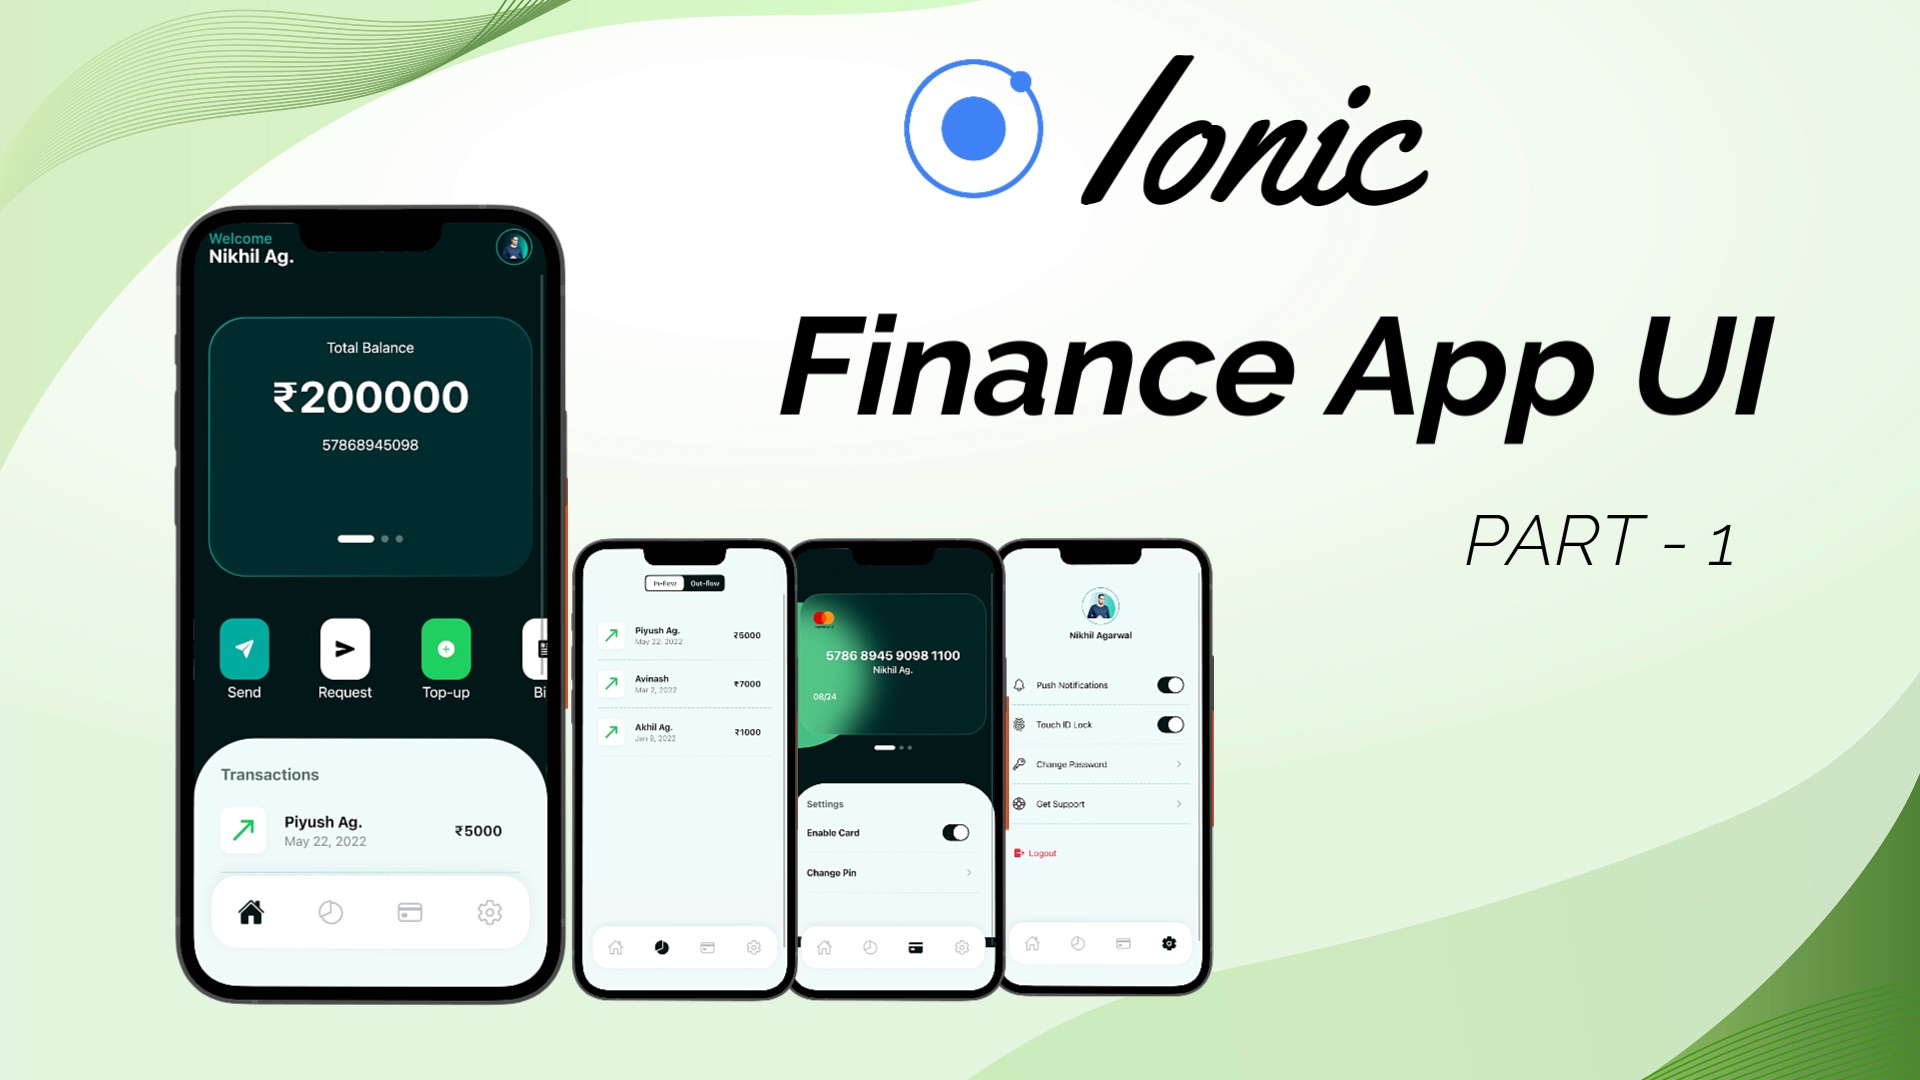 Ionic
Finance App UI
PART - 1
Welcome
Nikhil Ag.
Total Balance
₹200000
57868945098
Send
Request
Top-up
Bi
Transactions
Piyush Ag.
May 22, 2022
₹5000
In-flow Out-flow
Piyush Ag.
May 22, 2022
₹5000
Avinash
Mar 2, 2022
₹7000
Akhil Ag.
Jan 9, 2022
₹1000
5786 8945 9098 1100
Nikhil Ag.
08/24
Settings
Enable Card
Change Pin
Nikhil Agarwal
Push Notifications
Touch ID Lock
Change Password
Get Support
Logout